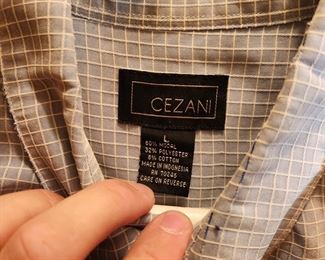 CEZANI
L
60% MODAL
32% POLYESTER
8% COTTON
MADE IN INDONESIA
RN 70245
CARE ON REVERSE